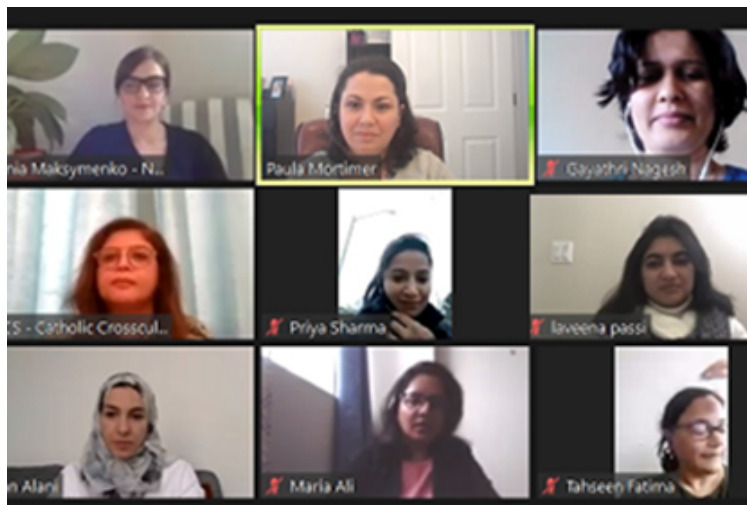 nia Maksymenko - N...
Paula Mortimer
Gayathri Nagesh
CS - Catholic Crosscul...
Priya Sharma
laveena passi
n Alani
Maria Ali
Tahseen Fatima